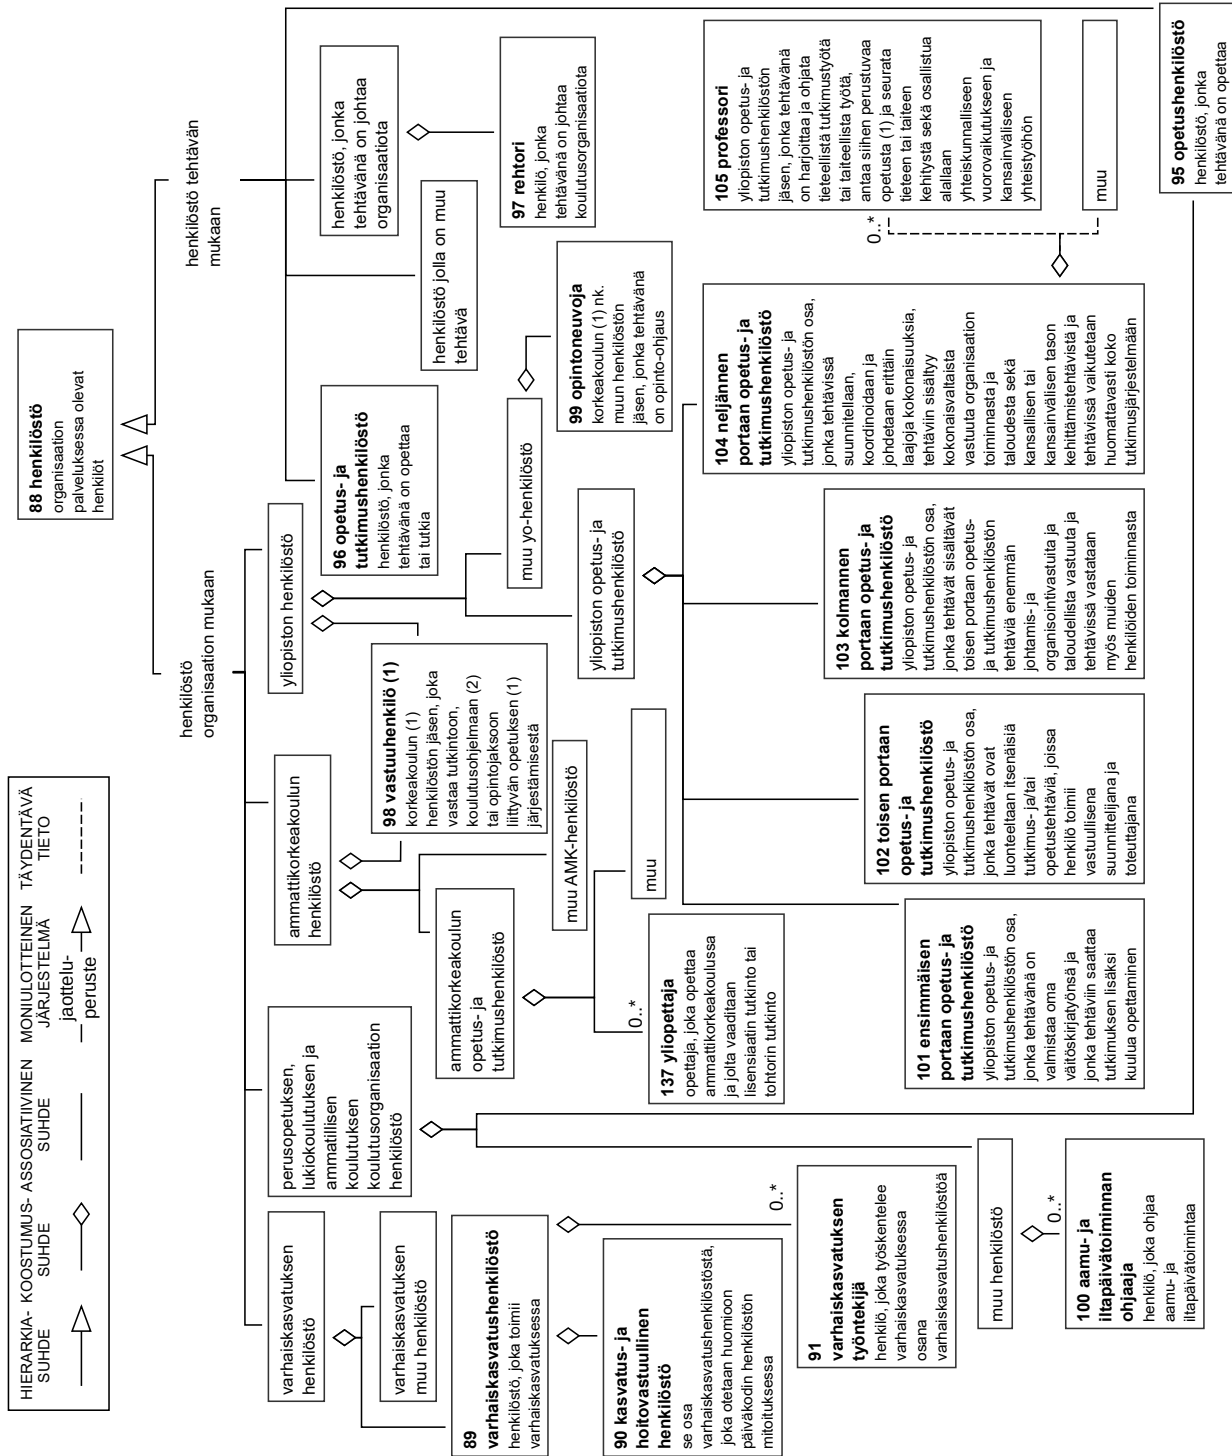 HIERARKIA-
SUHDE
KOOSTUMUS-
SUHDE
ASSOSIATIIVINEN
SUHDE
MONIULOTTEINEN
JÄRJESTELMÄ
jaottelu-
peruste
TÄYDENTÄVÄ
TIETO
88 henkilöstö
organisaation
palveluksessa olevat
henkilöt
henkilöstö
organisaation mukaan
henkilöstö tehtävän
mukaan
varhaiskasvatuksen
henkilöstö
perusopetuksen,
lukiokoulutuksen ja
ammatillisen
koulutuksen
koulutusorganisaation
henkilöstö
ammattikorkeakoulun
henkilöstö
yliopiston henkilöstö
96 opetus- ja
tutkimushenkilöstö
henkilöstö, jonka
tehtävänä on opettaa
tai tutkia
henkilöstö jolla on muu
tehtävä
henkilöstö, jonka
tehtävänä on johtaa
organisaatiota
varhaiskasvatuksen
muu henkilöstö
98 vastuuhenkilö (1)
korkeakoulun (1)
henkilöstön jäsen, joka
vastaa tutkintoon,
koulutusohjelmaan (2)
tai opintojaksoon
liittyvän opetuksen (1)
järjestämisestä
97 rehtori
henkilö, jonka
tehtävänä on johtaa
koulutusorganisaatiota
89
varhaiskasvatushenkilöstö
henkilöstö, joka toimii
varhaiskasvatuksessa
ammattikorkeakoulun
opetus- ja
tutkimushenkilöstö
muu AMK-henkilöstö
muu yo-henkilöstö
99 opintoneuvoja
korkeakoulun (1) nk.
muun henkilöstön
jäsen, jonka tehtävänä
on opinto-ohjaus
yliopiston opetus- ja
tutkimushenkilöstö
90 kasvatus- ja
hoitovastuullinen
henkilöstö
se osa
varhaiskasvatushenkilöstöstä,
joka otetaan huomioon
päiväkodin henkilöstön
mitoituksessa
0..*
137 yliopettaja
opettaja, joka opettaa
ammattikorkeakoulussa
ja jolta vaaditaan
lisensiaatin tutkinto tai
tohtorin tutkinto
muu
0..*
91
varhaiskasvatuksen
työntekijä
henkilö, joka työskentelee
varhaiskasvatuksessa
osana
varhaiskasvatushenkilöstöä
101 ensimmäisen
portaan opetus- ja
tutkimushenkilöstö
yliopiston opetus- ja
tutkimushenkilöstön osa,
jonka tehtävänä on
valmistaa oma
väitöskirjatyönsä ja
jonka tehtäviin saattaa
tutkimuksen lisäksi
kuulua opettaminen
102 toisen portaan
opetus- ja
tutkimushenkilöstö
yliopiston opetus- ja
tutkimushenkilöstön osa,
jonka tehtävät ovat
luonteeltaan itsenäisiä
tutkimus- ja/tai
opetustehtäviä, joissa
henkilö toimii
vastuullisena
suunnittelijana ja
toteuttajana
103 kolmannen
portaan opetus- ja
tutkimushenkilöstö
yliopiston opetus- ja
tutkimushenkilöstön osa,
jonka tehtävät sisältävät
toisen portaan opetus-
ja tutkimushenkilöstön
tehtäviä enemmän
johtamis- ja
organisointivastuita ja
taloudellista vastuuta ja
tehtävissä vastataan
myös muiden
henkilöiden toiminnasta
104 neljännen
portaan opetus- ja
tutkimushenkilöstö
yliopiston opetus- ja
tutkimushenkilöstön osa,
jonka tehtävissä
suunnitellaan,
koordinoidaan ja
johdetaan erittäin
laajoja kokonaisuuksia,
tehtäviin sisältyy
kokonaisvaltaista
vastuuta organisaation
toiminnasta ja
taloudesta sekä
kansallisen tai
kansainvälisen tason
kehittämistehtävistä ja
tehtävissä vaikutetaan
huomattavasti koko
tutkimusjärjestelmään
0..*
105 professori
yliopiston opetus- ja
tutkimushenkilöstön
jäsen, jonka tehtävänä
on harjoittaa ja ohjata
tieteellistä tutkimustyötä
tai taiteellista työtä,
antaa siihen perustuvaa
opetusta (1) ja seurata
tieteen tai taiteen
kehitystä sekä osallistua
alallaan
yhteiskunnalliseen
vuorovaikutukseen ja
kansainväliseen
yhteistyöhön
muu
muu henkilöstö
0..*
100 aamu- ja
iltapäivätoiminnan
ohjaaja
henkilö, joka ohjaa
aamu- ja
iltapäivätoimintaa
95 opetushenkilöstö
henkilöstö, jonka
tehtävänä on opettaa